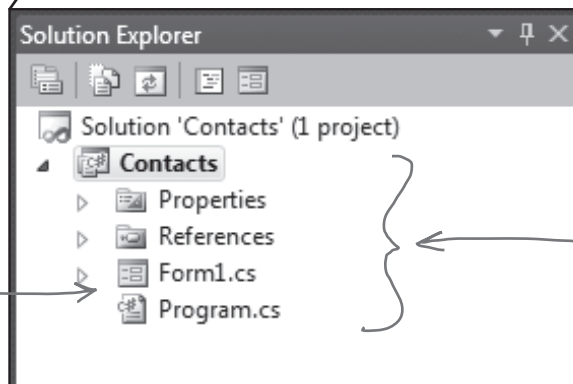 Solution Explorer
Solution 'Contacts' (1 project)
Contacts
Properties
References
Form1.cs
Program.cs